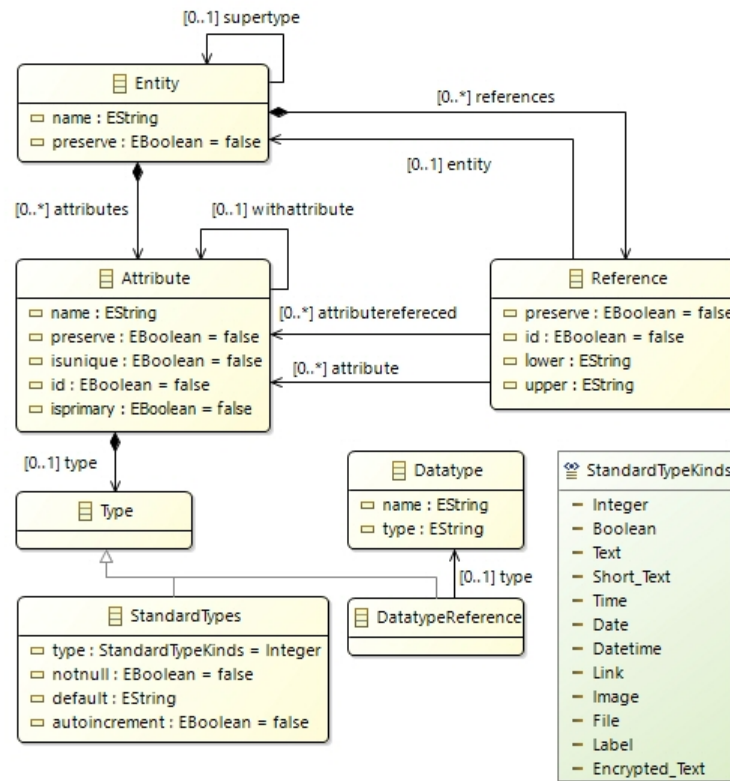 [0..1] supertype
Entity
name : EString
preserve : EBoolean = false
[0..*] references
[0..1] entity
[0..*] attributes
[0..1] withattribute
Attribute
name : EString
preserve : EBoolean = false
isunique : EBoolean = false
id : EBoolean = false
isprimary : EBoolean = false
[0..*] attributerefereced
[0..*] attribute
Reference
preserve : EBoolean = false
id : EBoolean = false
lower : EString
upper : EString
[0..1] type
Type
Datatype
name : EString
type : EString
[0..1] type
StandardTypes
type : StandardTypeKinds = Integer
notnull : EBoolean = false
default : EString
autoincrement : EBoolean = false
DatatypeReference
StandardTypeKinds
Integer
Boolean
Text
Short_Text
Time
Date
Datetime
Link
Image
File
Label
Encrypted_Text